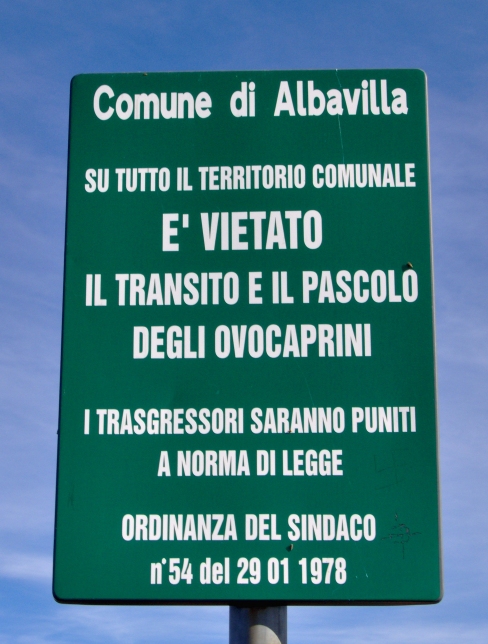 Comune di Albavilla
SU TUTTO IL TERRITORIO COMUNALE
E' VIETATO
IL TRANSITO E IL PASCOLO
DEGLI OVOCAPRINI
I TRASGRESSORI SARANNO PUNITI
A NORMA DI LEGGE
ORDINANZA DEL SINDACO
n°54 del 29 01 1978